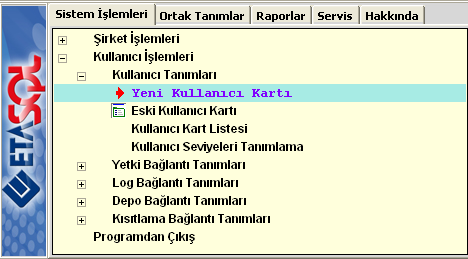 Sistem İşlemleri Ortak Tanımlar Raporlar Servis Hakkında
Şirket İşlemleri
Kullanıcı İşlemleri
Kullanıcı Tanımları
Yeni Kullanıcı Kartı
Eski Kullanıcı Kartı
Kullanıcı Kart Listesi
Kullanıcı Seviyeleri Tanımlama
Yetki Bağlantı Tanımları
Log Bağlantı Tanımları
Depo Bağlantı Tanımları
Kısıtlama Bağlantı Tanımları
Programdan Çıkış
ETASQL